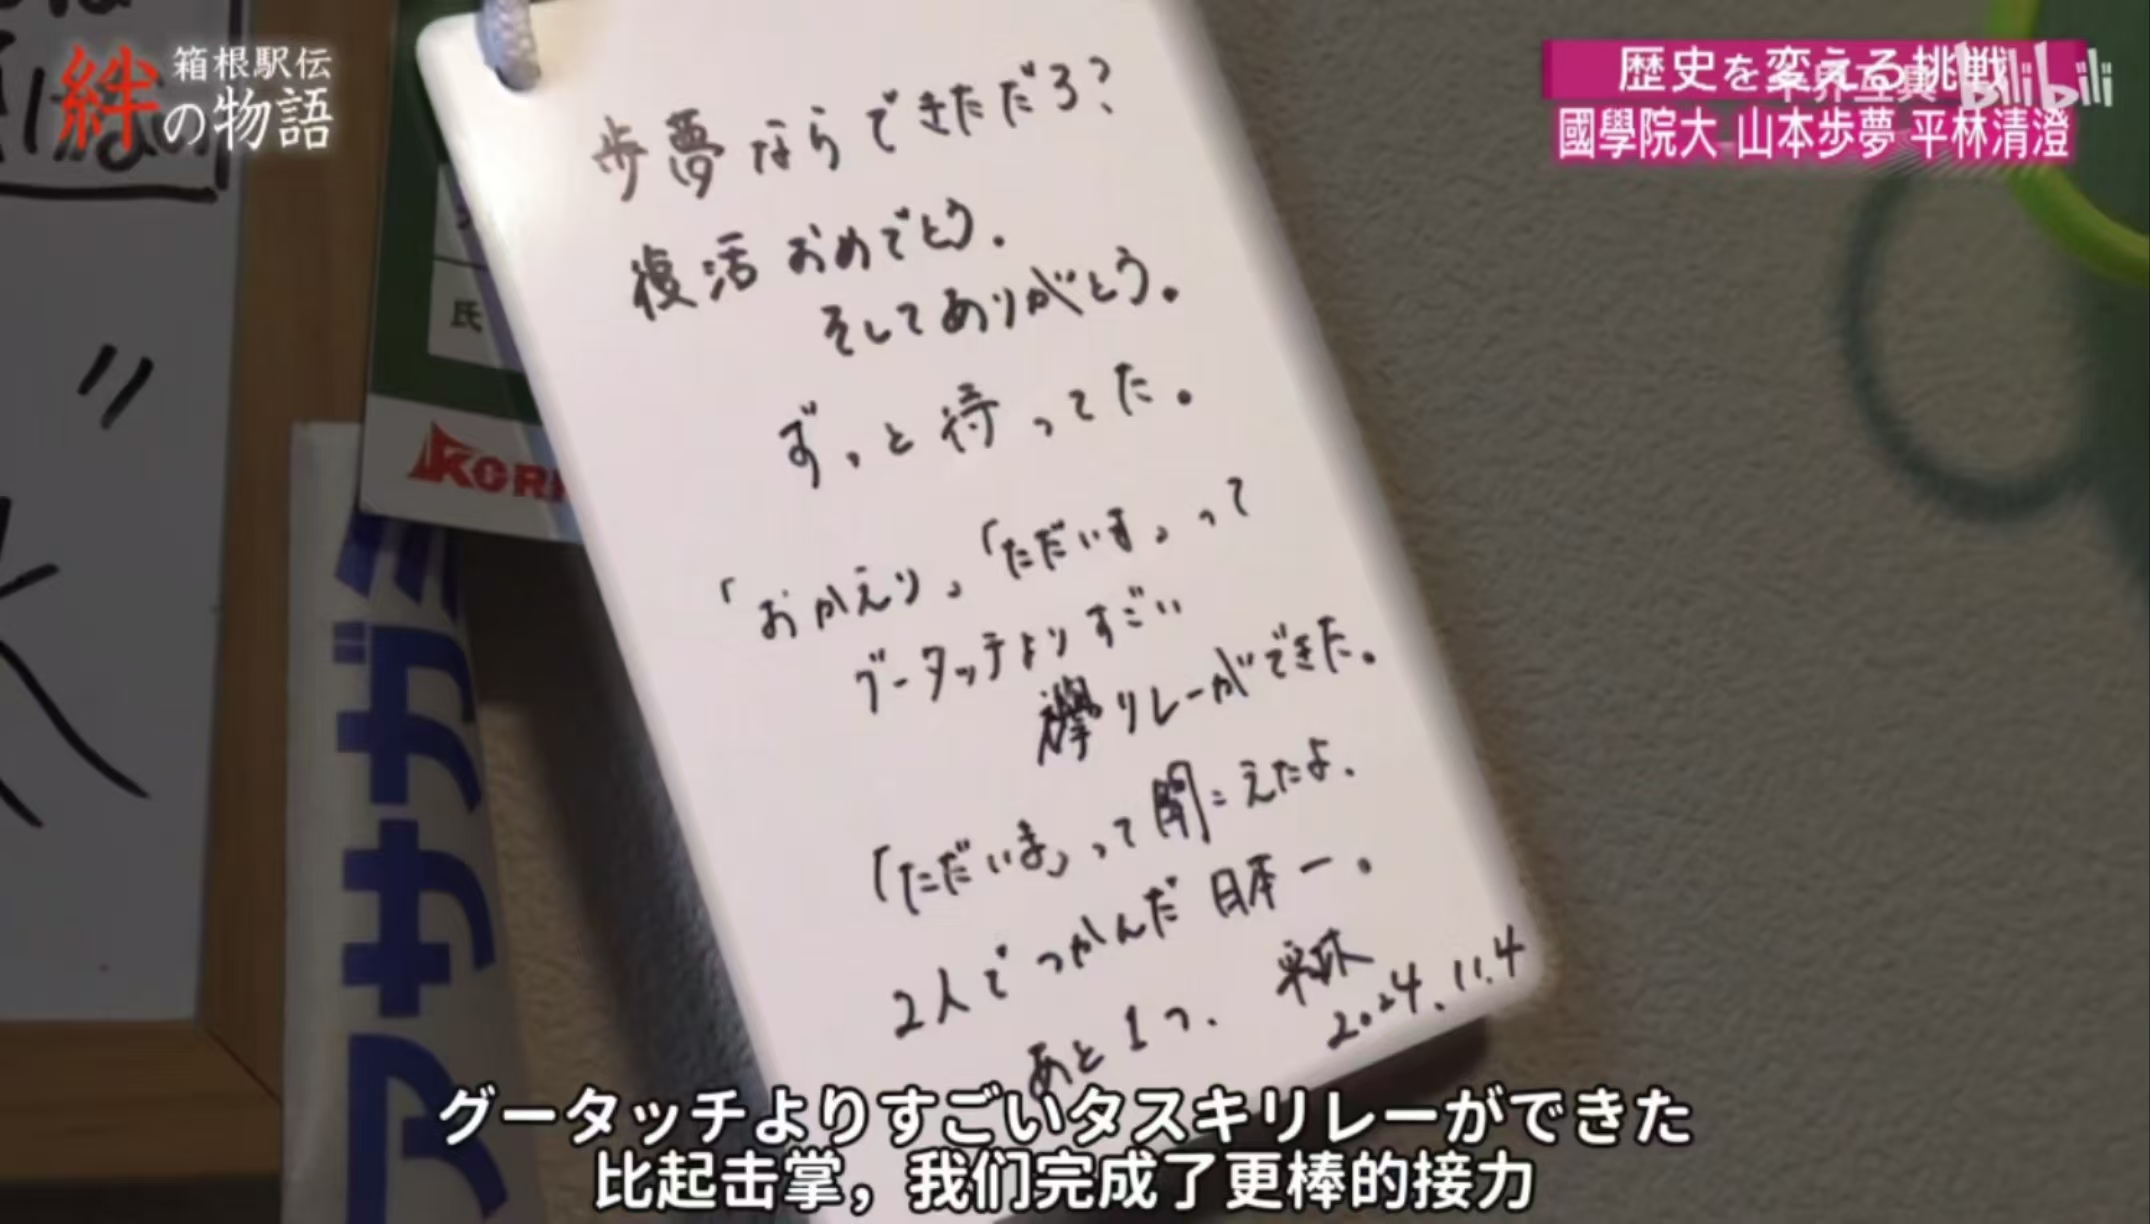 絆の物語
箱根駅伝
歴史を変える挑戦
bilibili
國學院大 山本歩夢 平林清澄
歩夢ならできただろ?
復活おめでとう.
そしてありがとう。
ずっと待ってた。
「おかえり」「ただいま」って
グータッチよりすごい
襷リレーができた。
「ただいま」って聞こえたよ.
2人でつかんだ日本一。
あと1つ.
平林
2024.11.4
氏
KOR
アサガミ
グータッチよりすごいタスキリレーができた
比起击掌，我们完成了更棒的接力